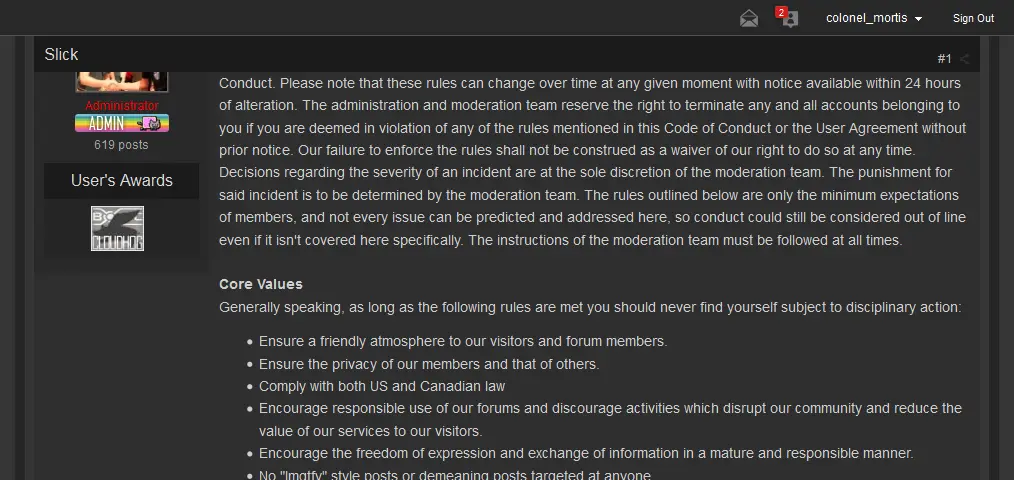 2
colonel_mortis
Sign Out
Slick
#1
Administrator
ADMIN
619 posts
User's Awards
CLOUDHOG
Conduct. Please note that these rules can change over time at any given moment with notice available within 24 hours
of alteration. The administration and moderation team reserve the right to terminate any and all accounts belonging to
you if you are deemed in violation of any of the rules mentioned in this Code of Conduct or the User Agreement without
prior notice. Our failure to enforce the rules shall not be construed as a waiver of our right to do so at any time.
Decisions regarding the severity of an incident are at the sole discretion of the moderation team. The punishment for
said incident is to be determined by the moderation team. The rules outlined below are only the minimum expectations
of members, and not every issue can be predicted and addressed here, so conduct could still be considered out of line
even if it isn't covered here specifically. The instructions of the moderation team must be followed at all times.
Core Values
Generally speaking, as long as the following rules are met you should never find yourself subject to disciplinary action:
Ensure a friendly atmosphere to our visitors and forum members.
Ensure the privacy of our members and that of others.
Comply with both US and Canadian law
Encourage responsible use of our forums and discourage activities which disrupt our community and reduce the
value of our services to our visitors.
Encourage the freedom of expression and exchange of information in a mature and responsible manner.
No "lmgtfy" style posts or demeaning posts targeted at anyone